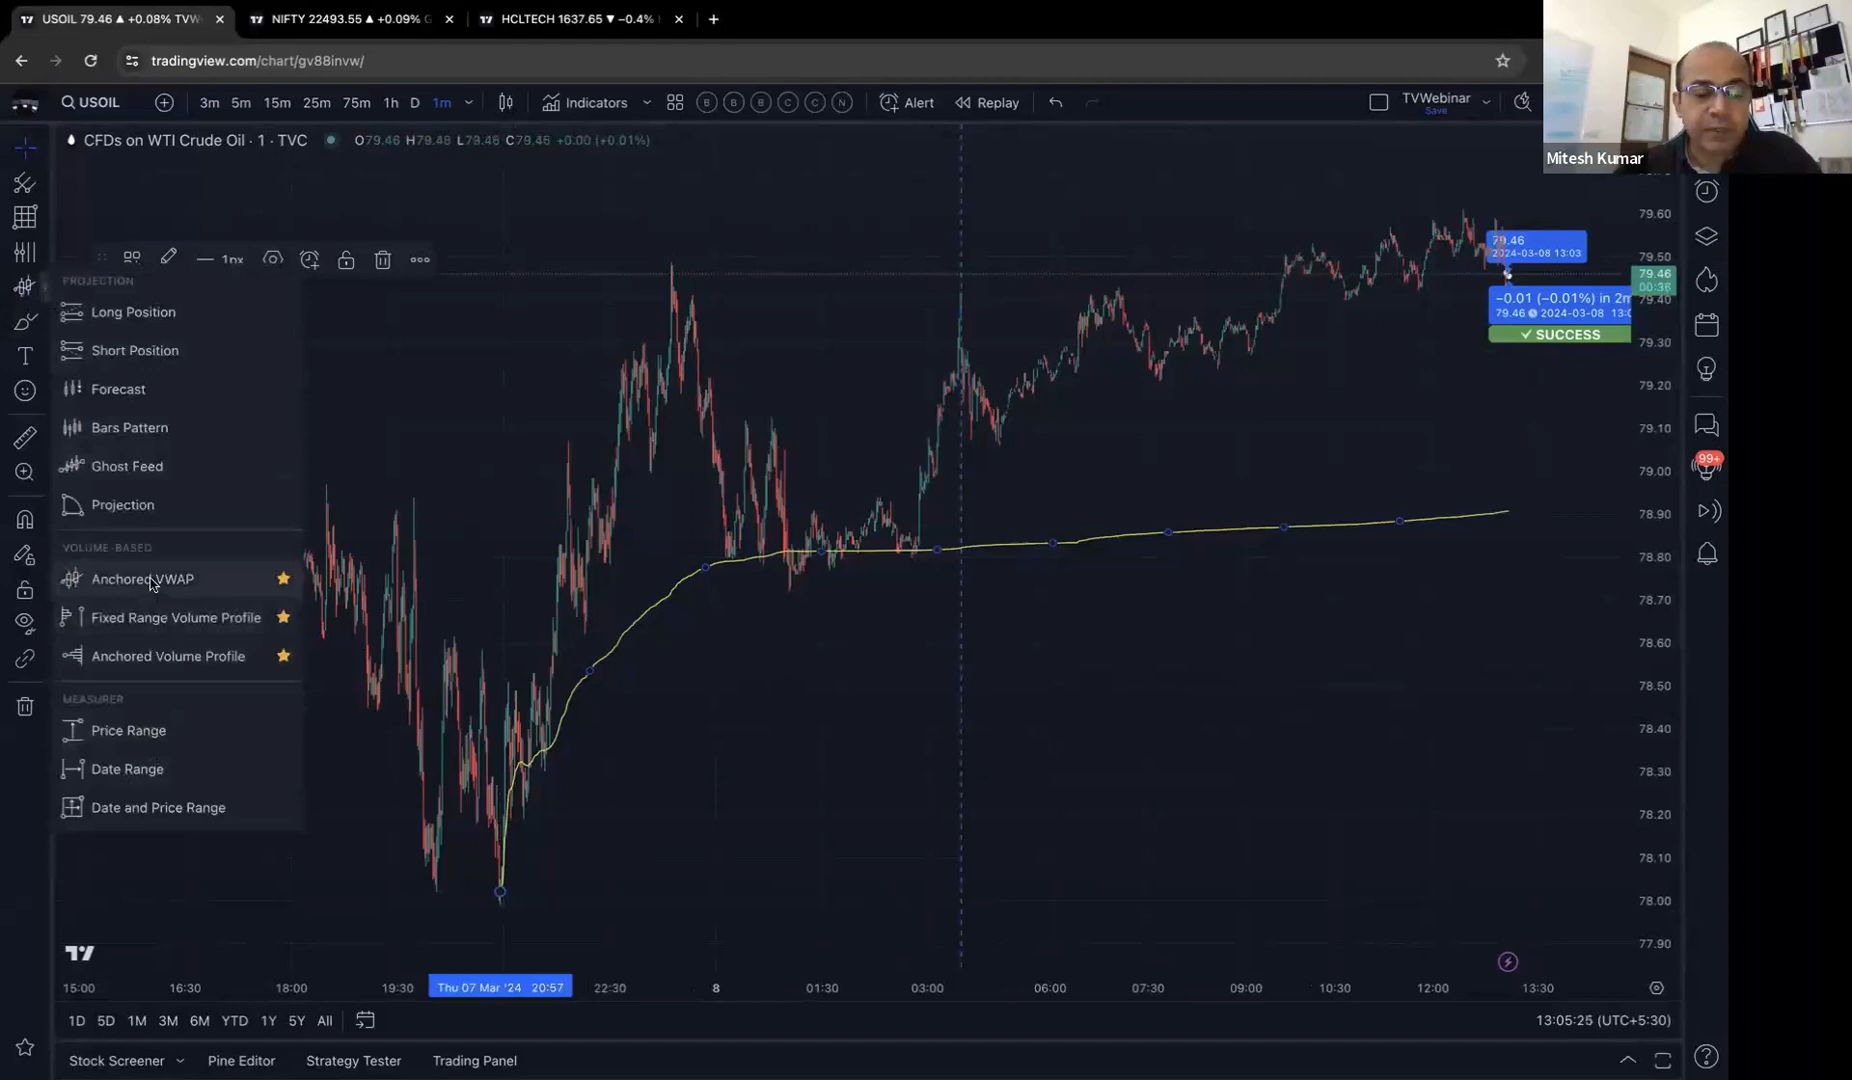 USOIL 79.46 ▲ +0.08% TVW
NIFTY 22493.55 ▲ +0.09%
HCLTECH 1637.65 ▼ −0.4%
tradingview.com/chart/gv88invw/
USOIL
3m 5m 15m 25m 75m 1h D 1m
Indicators
B B B C C N
Alert
Replay
TVWebinar
Save
Mitesh Kumar
CFDs on WTI Crude Oil · 1 · TVC
O79.46 H79.48 L79.46 C79.46 +0.00 (+0.01%)
1px
PROJECTION
Long Position
Short Position
Forecast
Bars Pattern
Ghost Feed
Projection
VOLUME-BASED
Anchored VWAP
Fixed Range Volume Profile
Anchored Volume Profile
MEASURER
Price Range
Date Range
Date and Price Range
79.46
2024-03-08 13:03
−0.01 (−0.01%) in 2m
79.46 2024-03-08
✓ SUCCESS
79.60
79.50
79.46
00:36
79.40
79.30
79.20
79.10
79.00
78.90
78.80
78.70
78.60
78.50
78.40
78.30
78.20
78.10
78.00
77.90
99+
15:00 16:30 18:00 19:30 Thu 07 Mar '24 20:57 22:30 8 01:30 03:00 06:00 07:30 09:00 10:30 12:00 13:30
1D 5D 1M 3M 6M YTD 1Y 5Y All
13:05:25 (UTC+5:30)
Stock Screener
Pine Editor
Strategy Tester
Trading Panel